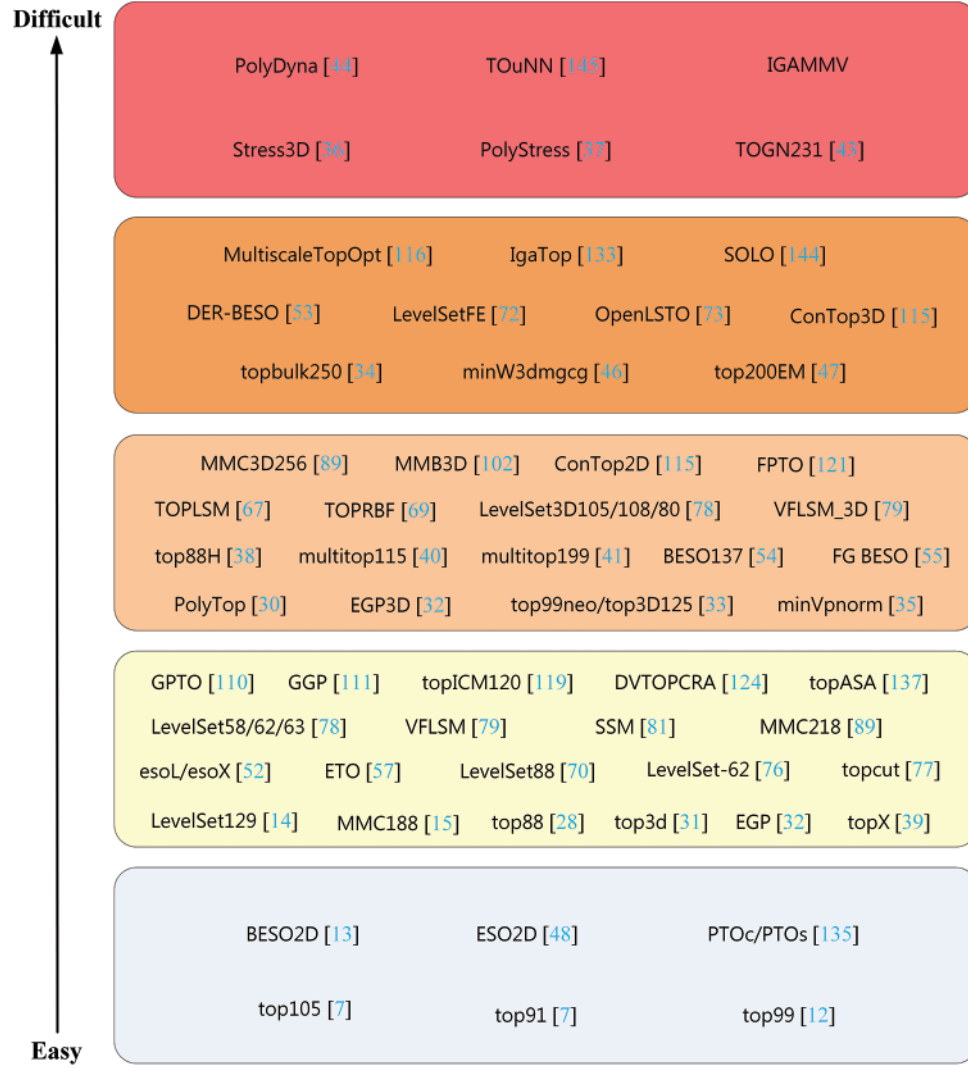 Difficult
PolyDyna [44] TOuNN [145] IGAMMV
Stress3D [36] PolyStress [37] TOGN231 [43]
MultiscaleTopOpt [116] IgaTop [133] SOLO [144]
DER-BESO [53] LevelSetFE [72] OpenLSTO [73] ConTop3D [115]
topbulk250 [34] minW3dmgcg [46] top200EM [47]
MMC3D256 [89] MMB3D [102] ConTop2D [115] FPTO [121]
TOPLSM [67] TOPRBF [69] LevelSet3D105/108/80 [78] VFLSM_3D [79]
top88H [38] multitop115 [40] multitop199 [41] BESO137 [54] FG BESO [55]
PolyTop [30] EGP3D [32] top99neo/top3D125 [33] minVpnorm [35]
GPTO [110] GGP [111] topICM120 [119] DVTOPCRA [124] topASA [137]
LevelSet58/62/63 [78] VFLSM [79] SSM [81] MMC218 [89]
esoL/esoX [52] ETO [57] LevelSet88 [70] LevelSet-62 [76] topcut [77]
LevelSet129 [14] MMC188 [15] top88 [28] top3d [31] EGP [32] topX [39]
BESO2D [13] ESO2D [48] PTOc/PTOs [135]
top105 [7] top91 [7] top99 [12]
Easy